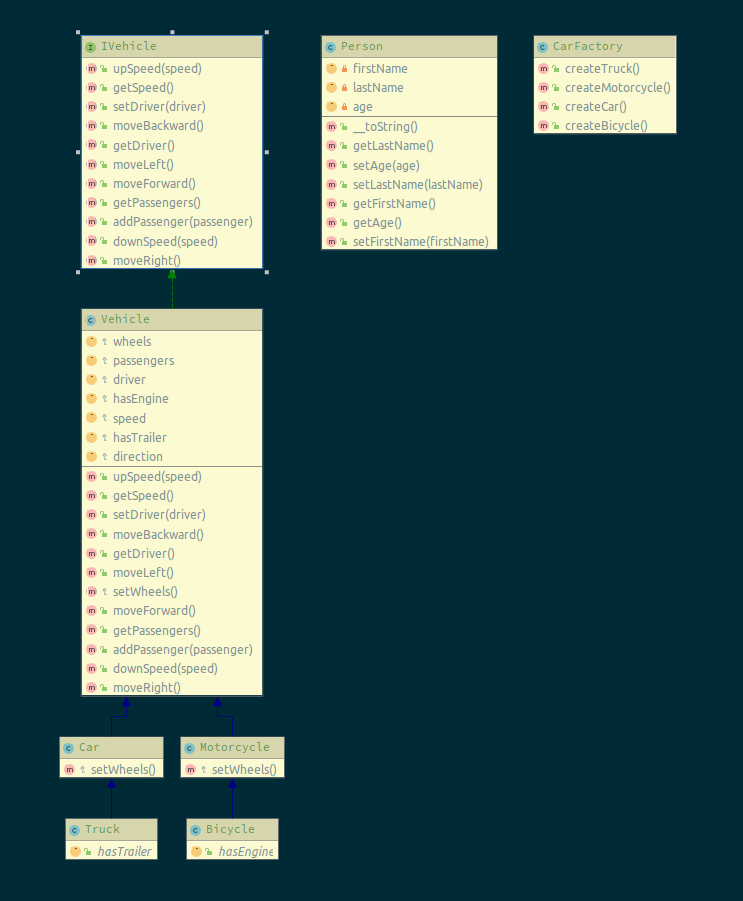 IVehicle
upSpeed(speed)
getSpeed()
setDriver(driver)
moveBackward()
getDriver()
moveLeft()
moveForward()
getPassengers()
addPassenger(passenger)
downSpeed(speed)
moveRight()
Person
firstName
lastName
age
__toString()
getLastName()
setAge(age)
setLastName(lastName)
getFirstName()
getAge()
setFirstName(firstName)
CarFactory
createTruck()
createMotorcycle()
createCar()
createBicycle()
Vehicle
wheels
passengers
driver
hasEngine
speed
hasTrailer
direction
upSpeed(speed)
getSpeed()
setDriver(driver)
moveBackward()
getDriver()
moveLeft()
setWheels()
moveForward()
getPassengers()
addPassenger(passenger)
downSpeed(speed)
moveRight()
Car
setWheels()
Motorcycle
setWheels()
Truck
hasTrailer
Bicycle
hasEngine